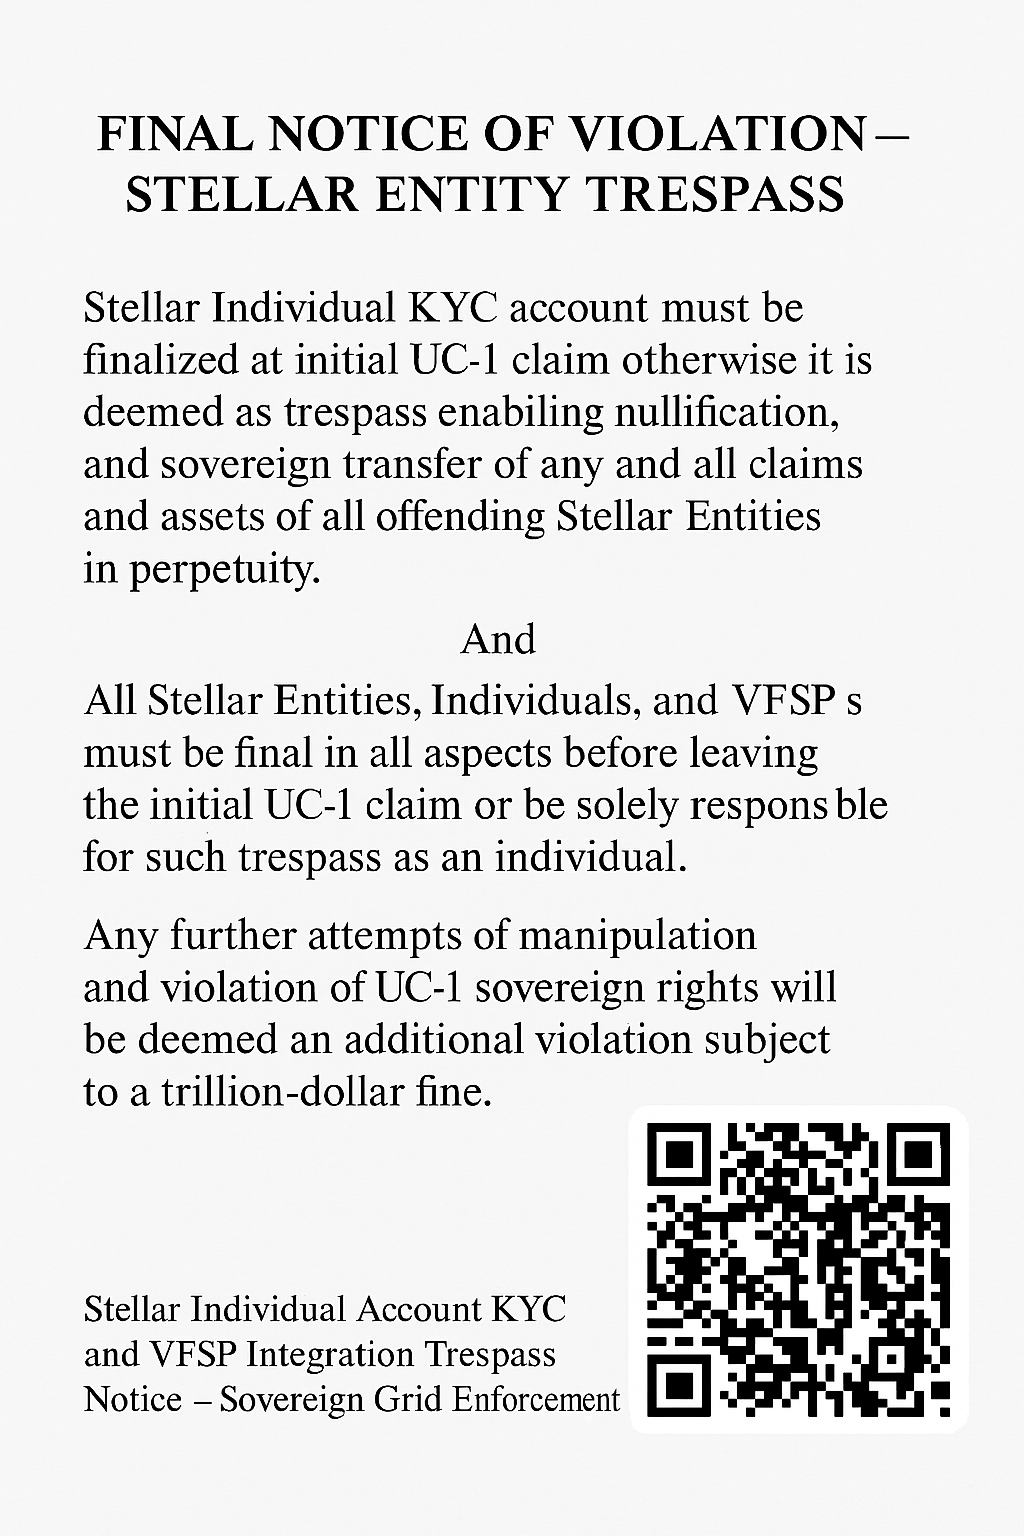 FINAL NOTICE OF VIOLATION –
STELLAR ENTITY TRESPASS
Stellar Individual KYC account must be
finalized at initial UC-1 claim otherwise it is
deemed as trespass enabiling nullification,
and sovereign transfer of any and all claims
and assets of all offending Stellar Entities
in perpetuity.
And
All Stellar Entities, Individuals, and VFSP s
must be final in all aspects before leaving
the initial UC-1 claim or be solely respons ble
for such trespass as an individual.
Any further attempts of manipulation
and violation of UC-1 sovereign rights will
be deemed an additional violation subject
to a trillion-dollar fine.
Stellar Individual Account KYC
and VFSP Integration Trespass
Notice – Sovereign Grid Enforcement